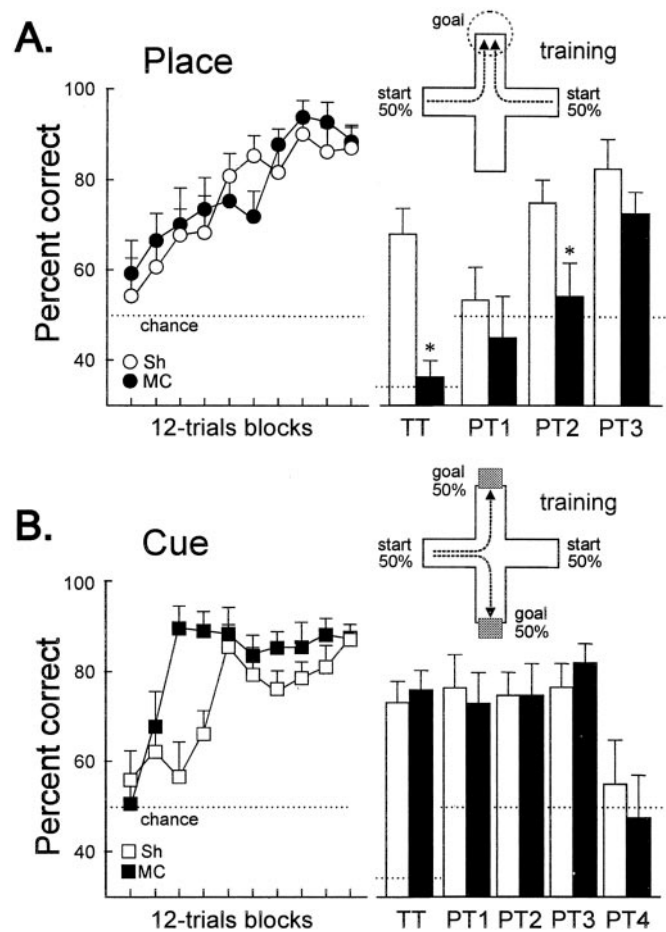 A.
Place
goal
training
start
50%
start
50%
Percent correct
100
80
60
40
chance
Sh
MC
12-trials blocks
*
*
TT PT1 PT2 PT3
B.
Cue
goal
50%
training
start
50%
start
50%
goal
50%
Percent correct
100
80
60
40
chance
Sh
MC
12-trials blocks
TT PT1 PT2 PT3 PT4